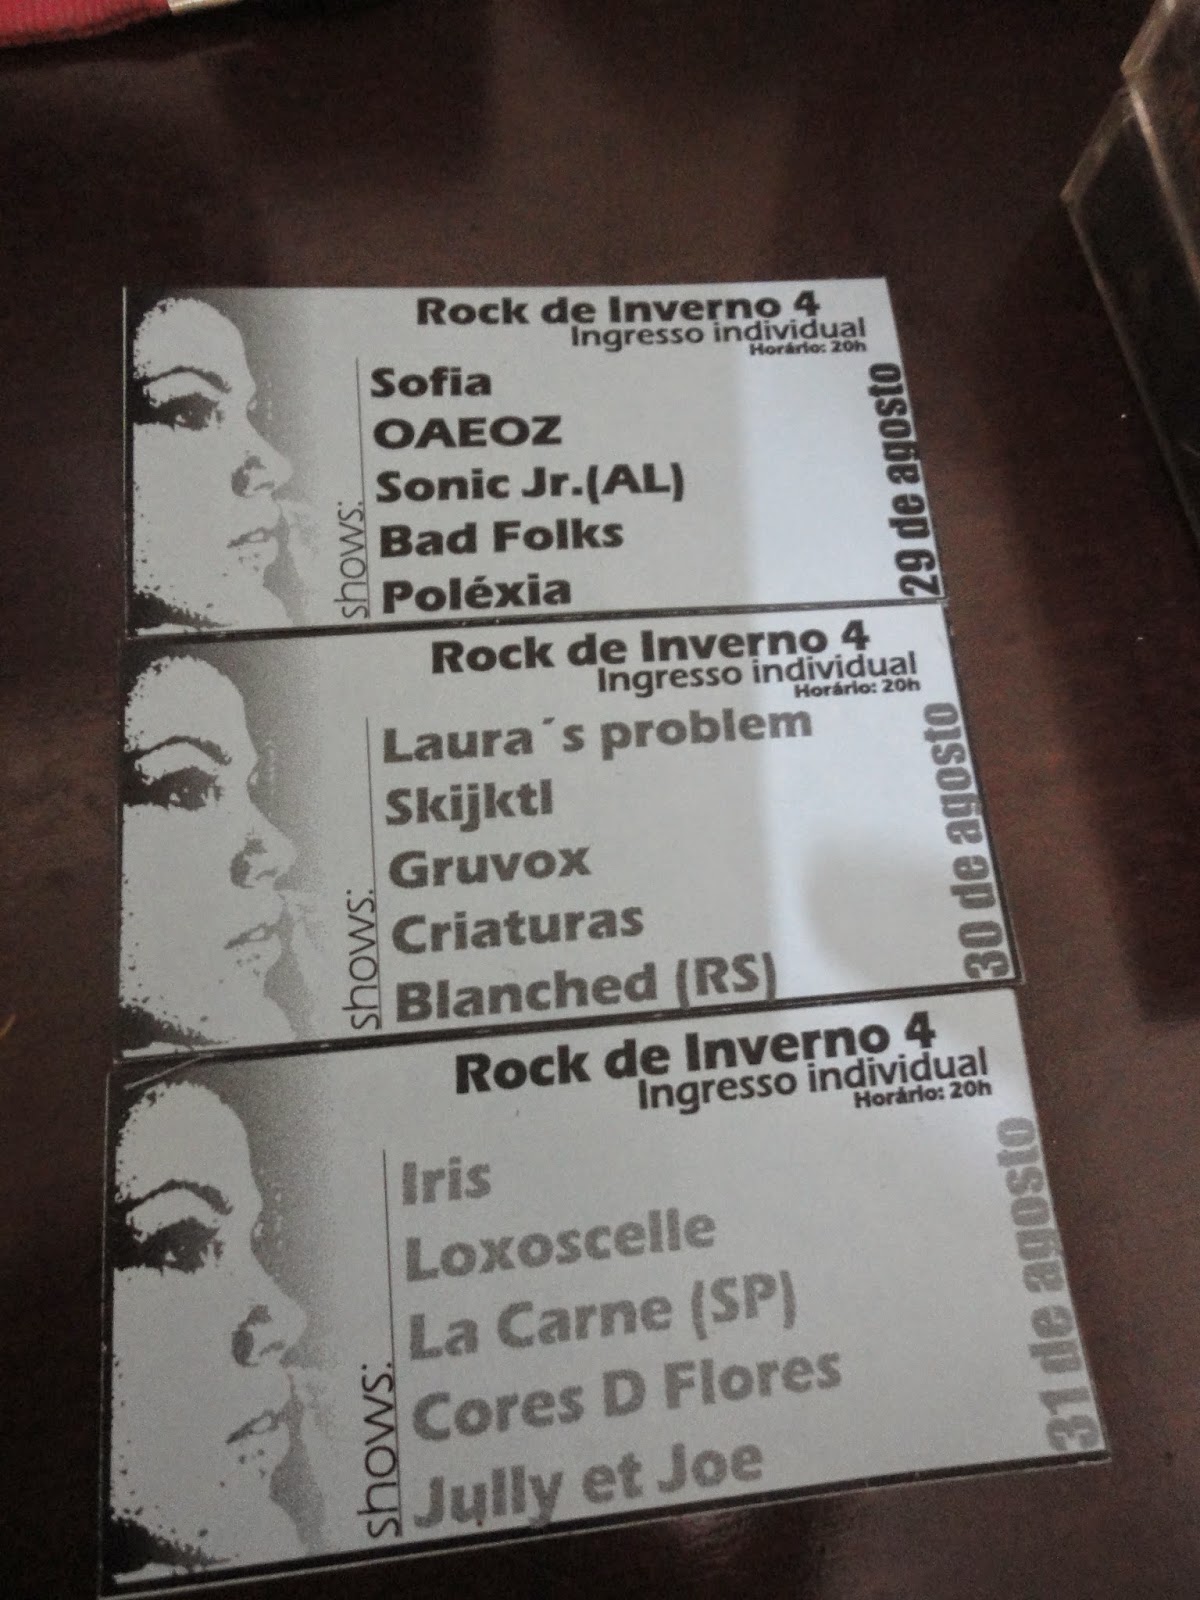 Rock de Inverno 4
Ingresso individual
Horário: 20h
shows:
Sofia
OAEOZ
Sonic Jr.(AL)
Bad Folks
Poléxia
29 de agosto
Rock de Inverno 4
Ingresso individual
Horário: 20h
shows:
Laura´s problem
Skijktl
Gruvox
Criaturas
Blanched (RS)
30 de agosto
Rock de Inverno 4
Ingresso individual
Horário: 20h
shows:
Iris
Loxoscelle
La Carne (SP)
Cores D Flores
Jully et Joe
31 de agosto